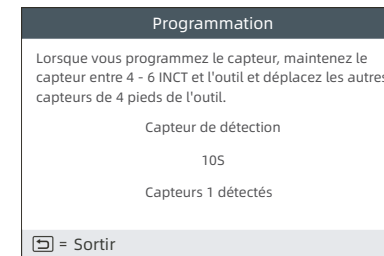 Programmation
Lorsque vous programmez le capteur, maintenez le
capteur entre 4 - 6 INCT et l'outil et déplacez les autres
capteurs de 4 pieds de l'outil.
Capteur de détection
10S
Capteurs 1 détectés
= Sortir